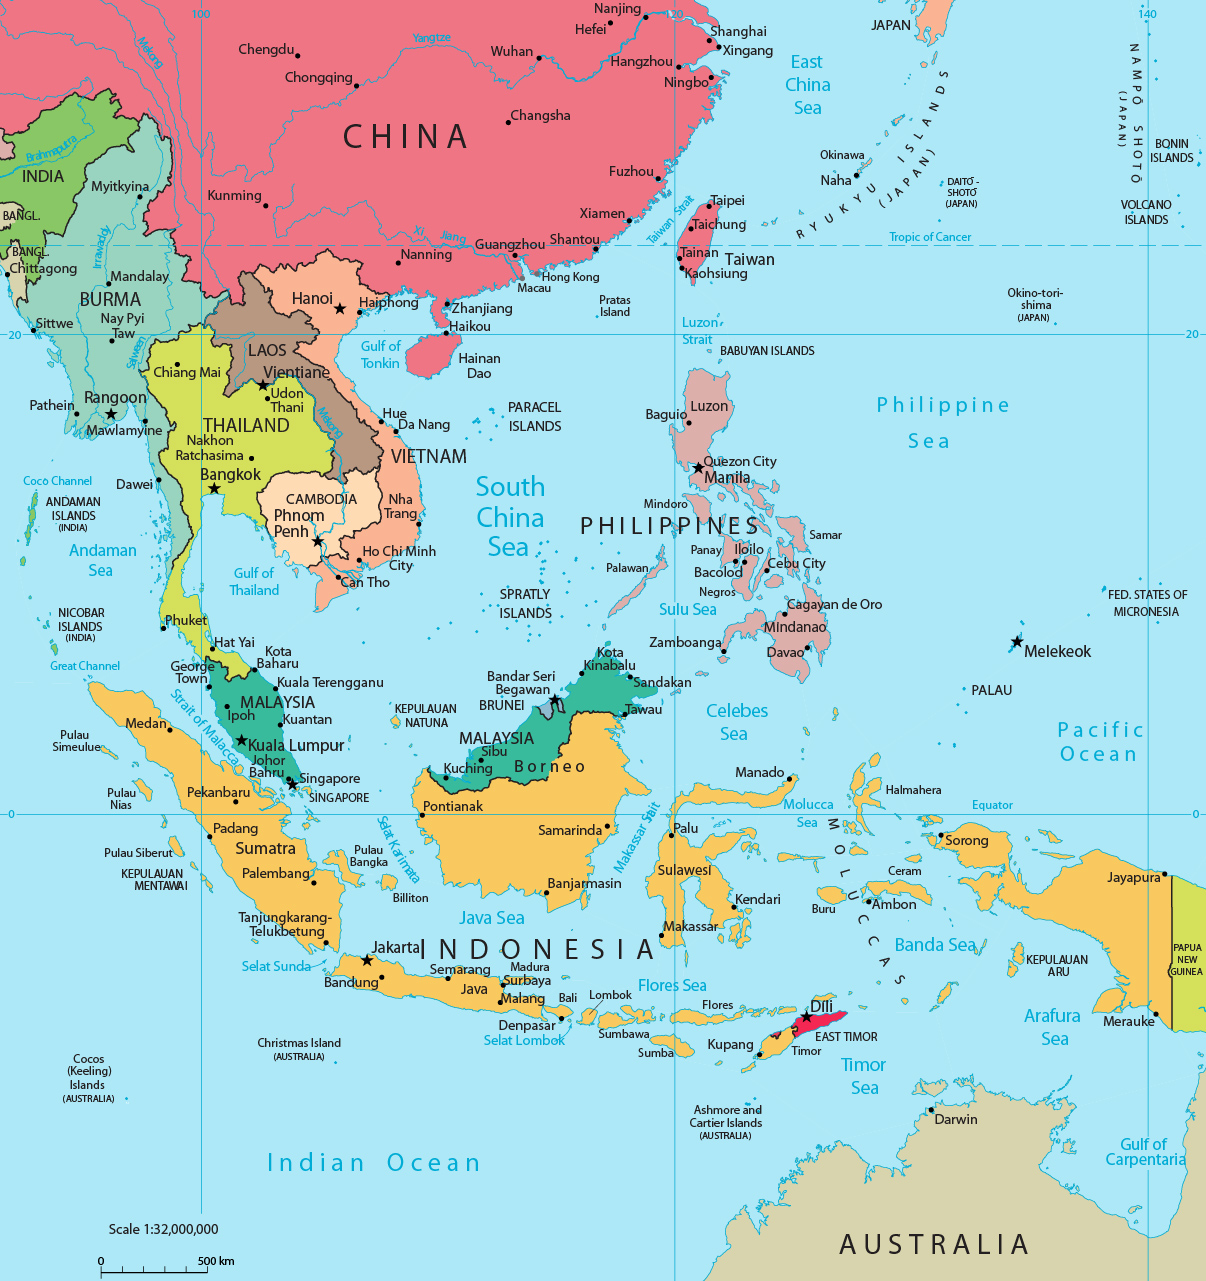 100
120
140
Nanjing
Hefei
JAPAN
Shanghai
Xingang
Chengdu
Yangtze
Wuhan
Hangzhou
East
China
Sea
Mekong
Chongqing
Ningbo
NAMPŌ SHOTŌ
(JAPAN)
Changsha
CHINA
RYUKYU ISLANDS
(JAPAN)
Brahmaputra
INDIA
Myitkyina
Fuzhou
Okinawa
Naha
BONIN
ISLANDS
DAITŌ -
SHOTŌ
(JAPAN)
Kunming
Xiamen
Taiwan Strait
Taipei
Taichung
VOLCANO
ISLANDS
BANGL.
BANGL.
Irrawaddy
Xi Jiang
Guangzhou
Shantou
Tropic of Cancer
Nanning
Tainan
Taiwan
Kaohsiung
Chittagong
Mandalay
Hong Kong
Macau
BURMA
Hanoi
Haiphong
Zhanjiang
Pratas
Island
Okino-tori-
shima
(JAPAN)
Sittwe
Nay Pyi
Taw
Haikou
Luzon
Strait
20
20
Salween
LAOS
Gulf of
Tonkin
Hainan
Dao
BABUYAN ISLANDS
Chiang Mai
Vientiane
Pathein
Rangoon
Udon
Thani
Mekong
Hue
Da Nang
PARACEL
ISLANDS
Baguio
Luzon
Philippine
Sea
Mawlamyine
THAILAND
Nakhon
Ratchasima
VIETNAM
Quezon City
Manila
Coco Channel
Dawei
Bangkok
CAMBODIA
South
China
Sea
Mindoro
ANDAMAN
ISLANDS
(INDIA)
Phnom
Penh
Nha
Trang
PHILIPPINES
Samar
Andaman
Sea
Gulf of
Thailand
Ho Chi Minh
City
Can Tho
Palawan
Panay
Iloilo
Bacolod
Cebu City
Negros
SPRATLY
ISLANDS
Sulu Sea
Cagayan de Oro
FED. STATES OF
MICRONESIA
NICOBAR
ISLANDS
(INDIA)
Phuket
Mindanao
Zamboanga
Davao
Melekeok
Great Channel
Hat Yai
George
Town
Kota
Baharu
Kota
Kinabalu
Sandakan
Kuala Terengganu
Bandar Seri
Begawan
BRUNEI
PALAU
MALAYSIA
Ipoh
Kuantan
KEPULAUAN
NATUNA
Tawau
Celebes
Sea
Strait of Malacca
Medan
Pulau
Simeulue
Kuala Lumpur
MALAYSIA
Sibu
Pacific
Ocean
Johor
Bahru
Singapore
SINGAPORE
Kuching
Borneo
Manado
Pulau
Nias
Pekanbaru
Pontianak
Halmahera
0
Selat Karimata
Makassar Sait
Molucca
Sea
Equator
0
Padang
Sumatra
Samarinda
Palu
MOLUCCAS
Sorong
Pulau Siberut
Pulau
Bangka
KEPULAUAN
MENTAWAI
Palembang
Billiton
Banjarmasin
Sulawesi
Ceram
Jayapura
Tanjungkarang-
Telukbetung
Java Sea
Kendari
Buru
Ambon
Selat Sunda
Jakarta
INDONESIA
Makassar
Banda Sea
PAPUA
NEW
GUINEA
KEPULAUAN
ARU
Bandung
Semarang
Madura
Surbaya
Java
Malang
Bali
Lombok
Flores Sea
Flores
Dili
Arafura
Sea
Merauke
Denpasar
Selat Lombok
Sumbawa
Sumba
Kupang
Timor
EAST TIMOR
Christmas Island
(AUSTRALIA)
Timor
Sea
Cocos
(Keeling)
Islands
(AUSTRALIA)
Ashmore and
Cartier Islands
(AUSTRALIA)
Darwin
Gulf of
Carpentaria
Indian Ocean
AUSTRALIA
Scale 1:32,000,000
0 500 km